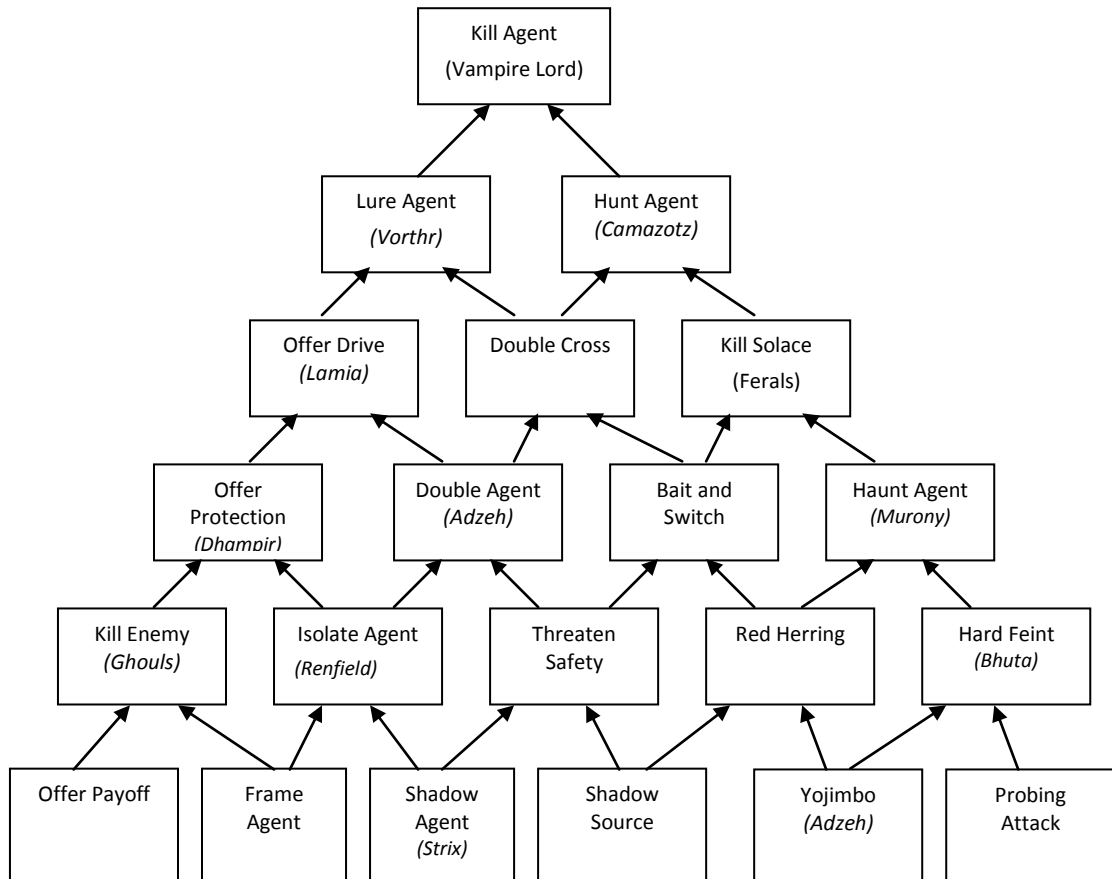 Kill Agent
(Vampire Lord)
Lure Agent
(Vorthr)
Hunt Agent
(Camazotz)
Offer Drive
(Lamia)
Double Cross
Kill Solace
(Ferals)
Offer
Protection
(Dhampir)
Double Agent
(Adzeh)
Bait and
Switch
Haunt Agent
(Murony)
Kill Enemy
(Ghouls)
Isolate Agent
(Renfield)
Threaten
Safety
Red Herring
Hard Feint
(Bhuta)
Offer Payoff
Frame
Agent
Shadow
Agent
(Strix)
Shadow
Source
Yojimbo
(Adzeh)
Probing
Attack